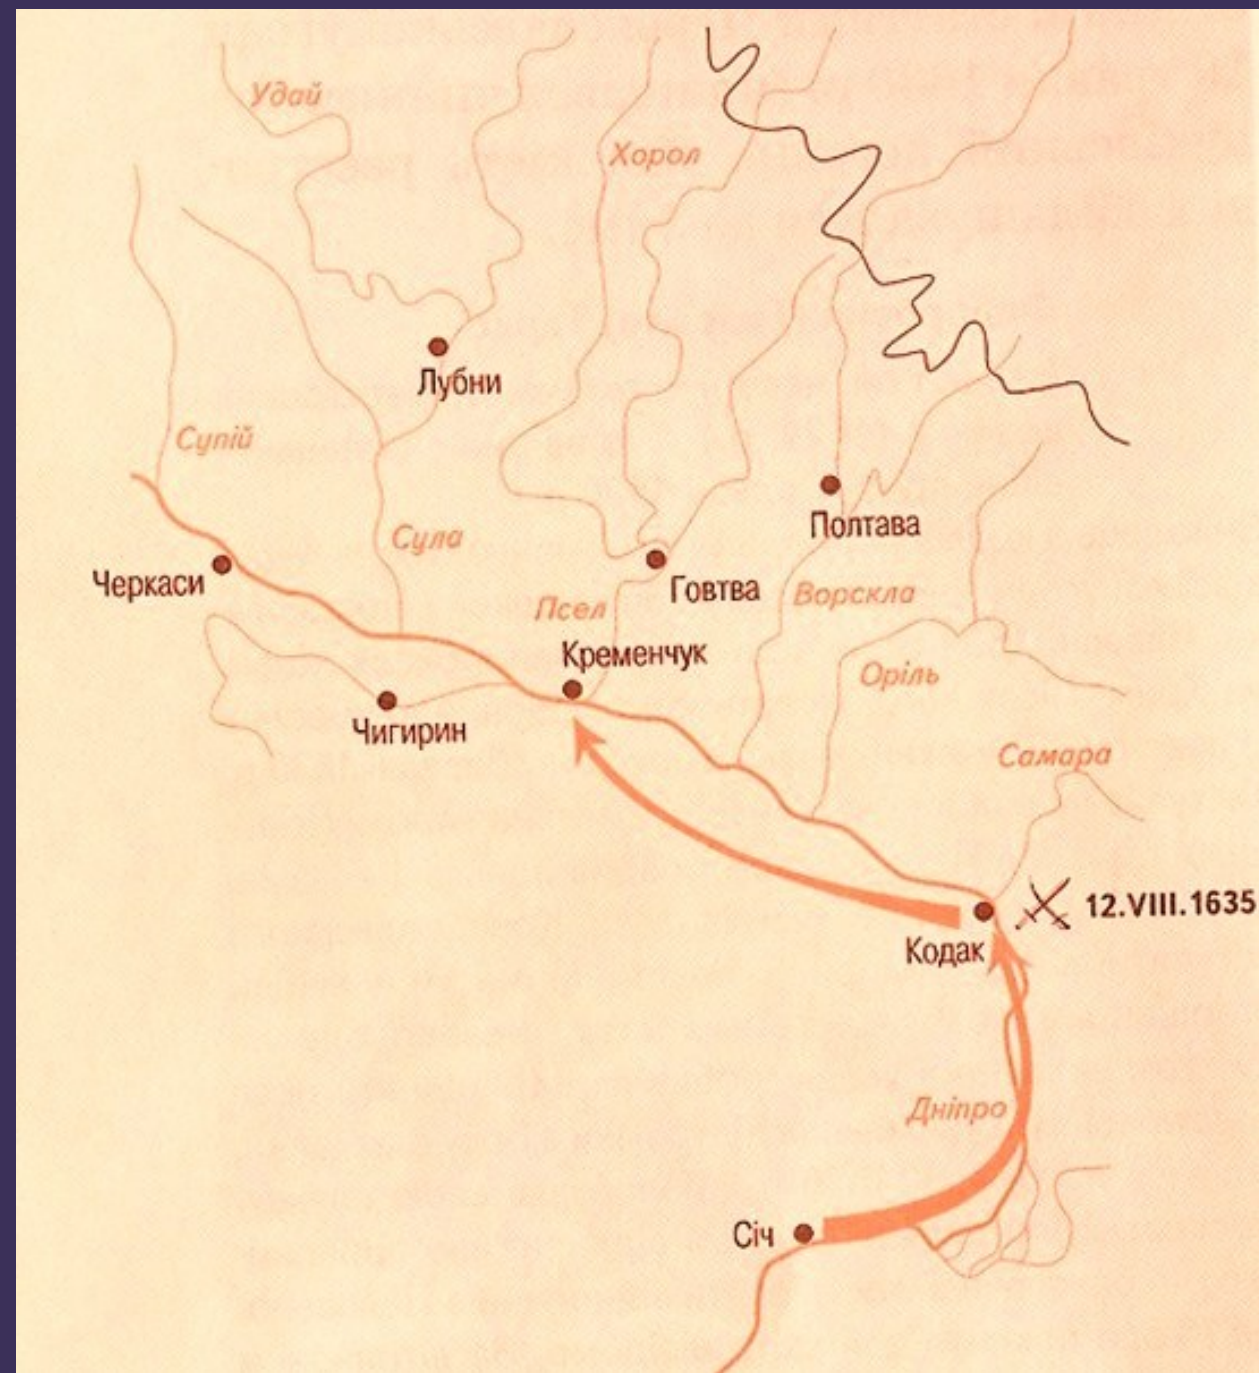 Удай
Хорол
Лубни
Супій
Сула
Полтава
Черкаси
Говтва
Ворскла
Псел
Кременчук
Оріль
Чигирин
Самара
12.VIII.1635
Кодак
Дніпро
Січ